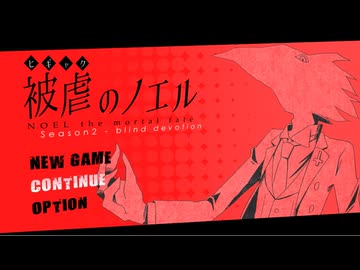 ヒギャク
被虐のノエル
NOEL the mortal fate
Season2 - blind devotion
NEW GAME
CONTINUE
OPTION